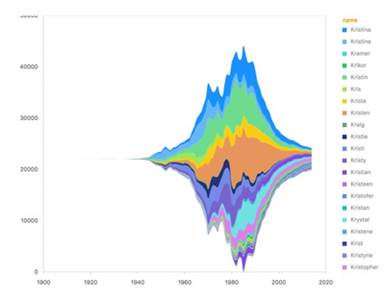 50000
40000
30000
20000
10000
0
1900
1920
1940
1960
1980
2000
2020
name
Kristina
Kristine
Kramer
Krikor
Kristin
Kris
Krista
Kristen
Kraig
Kristie
Kristi
Kristy
Kristian
Kristeen
Kristofer
Kristan
Krystal
Kristene
Krist
Kristyne
Kristopher